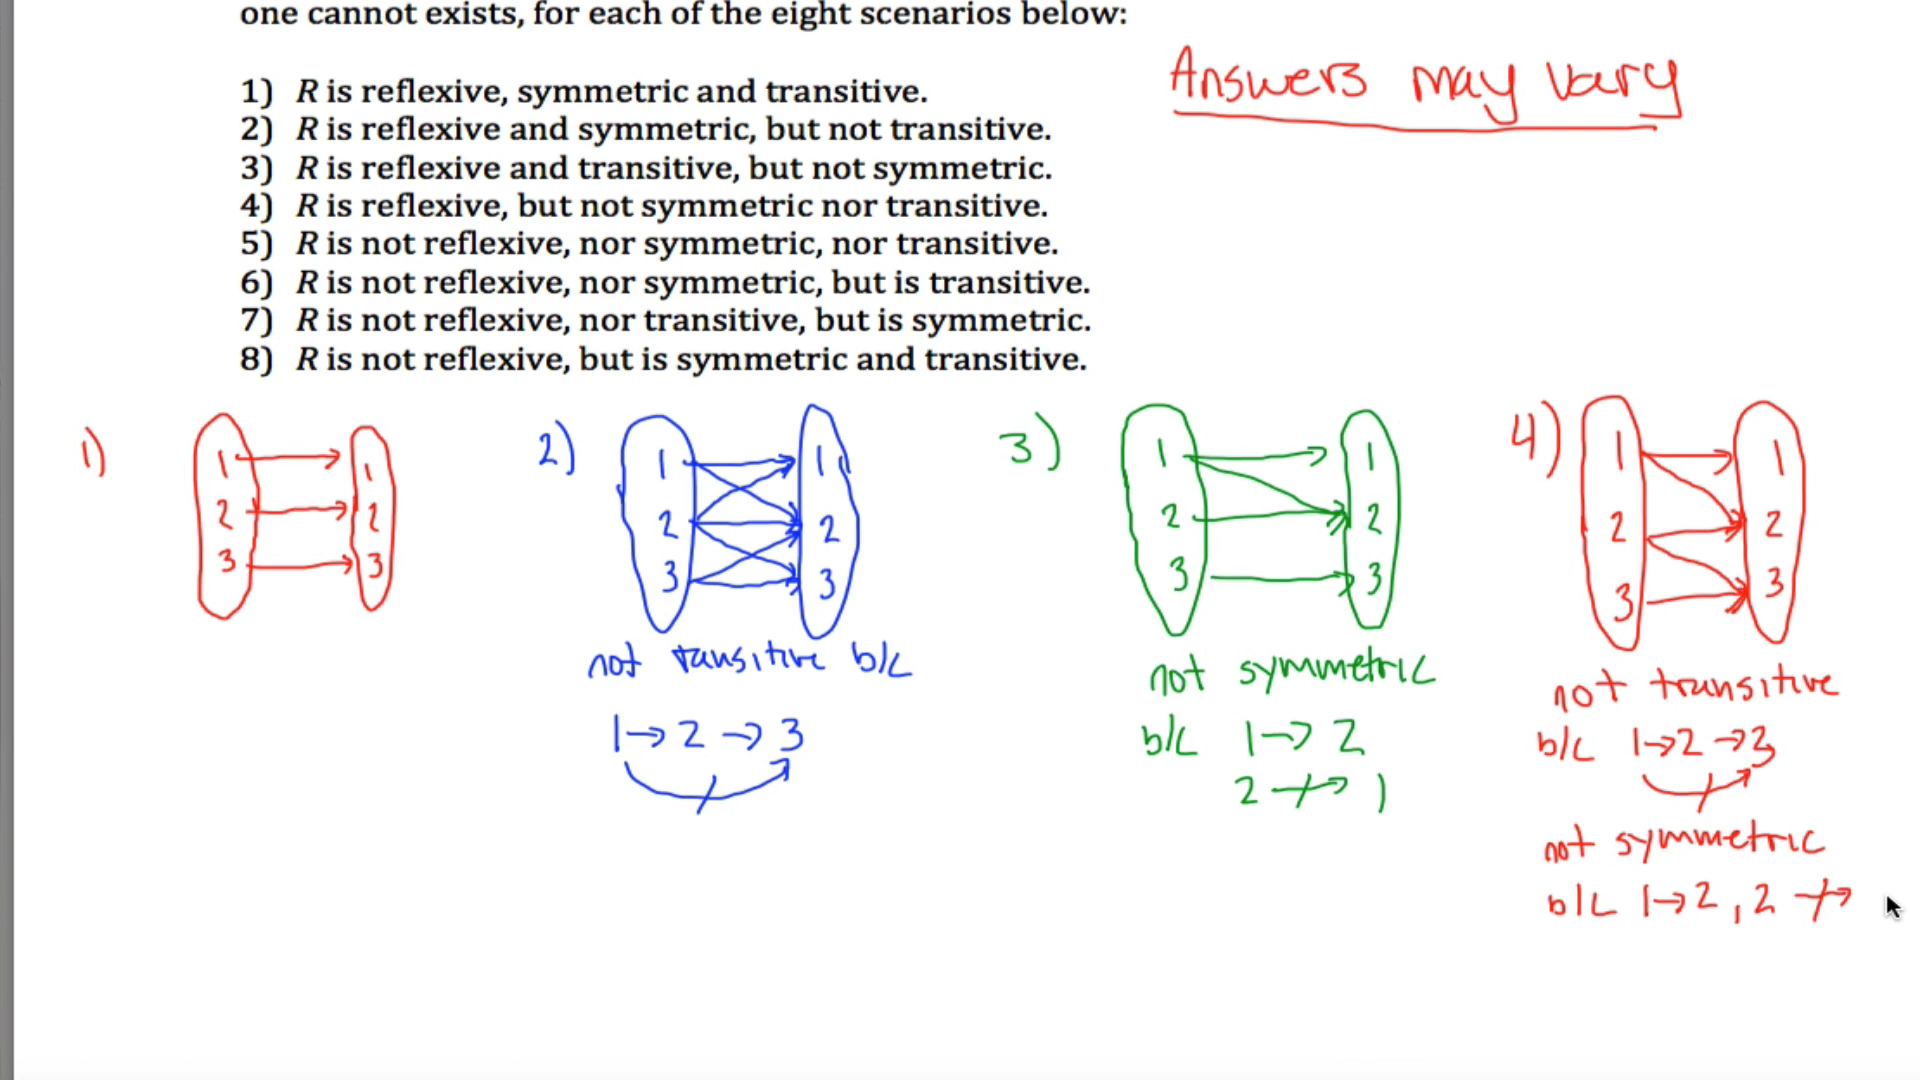 one cannot exists, for each of the eight scenarios below:
Answers may vary
1) R is reflexive, symmetric and transitive.
2) R is reflexive and symmetric, but not transitive.
3) R is reflexive and transitive, but not symmetric.
4) R is reflexive, but not symmetric nor transitive.
5) R is not reflexive, nor symmetric, nor transitive.
6) R is not reflexive, nor symmetric, but is transitive.
7) R is not reflexive, nor transitive, but is symmetric.
8) R is not reflexive, but is symmetric and transitive.
1)
1 → 1
2 → 2
3 → 3
2)
1 1
2 2
3 3
not transitive b/c
1 → 2 → 3
3)
1 1
2 2
3 3
not symmetric
b/c 1 → 2
2 ↛ 1
4)
1 1
2 2
3 3
not transitive
b/c 1 → 2 → 3
not symmetric
b/c 1 → 2, 2 ↛